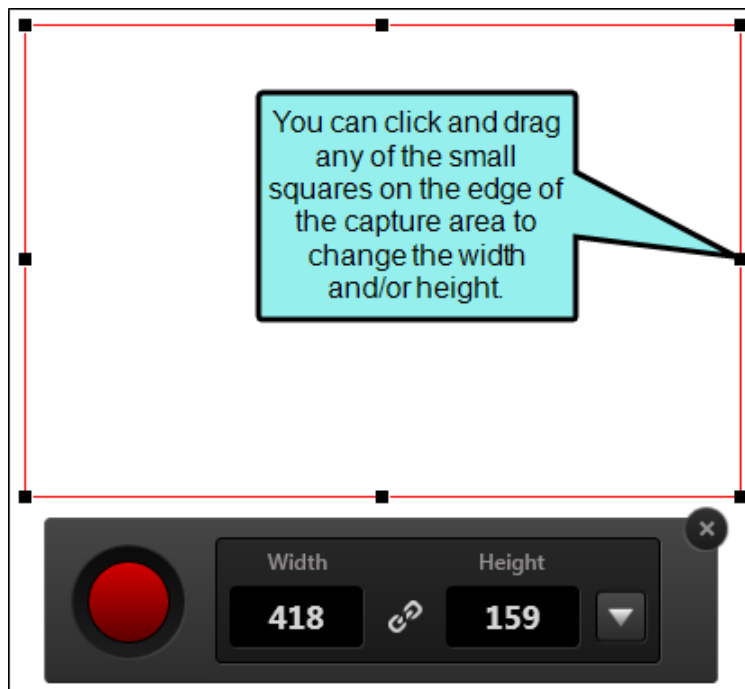 You can click and drag
any of the small
squares on the edge of
the capture area to
change the width
and/or height.
Width Height
418 159